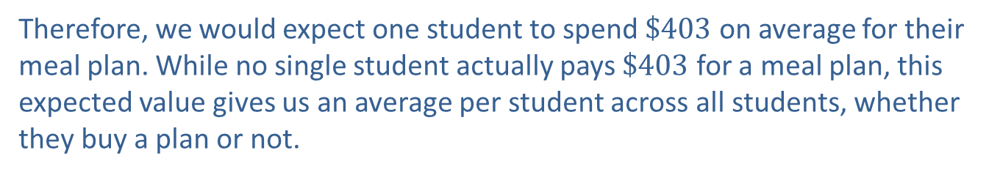 Therefore, we would expect one student to spend $403 on average for their
meal plan. While no single student actually pays $403 for a meal plan, this
expected value gives us an average per student across all students, whether
they buy a plan or not.